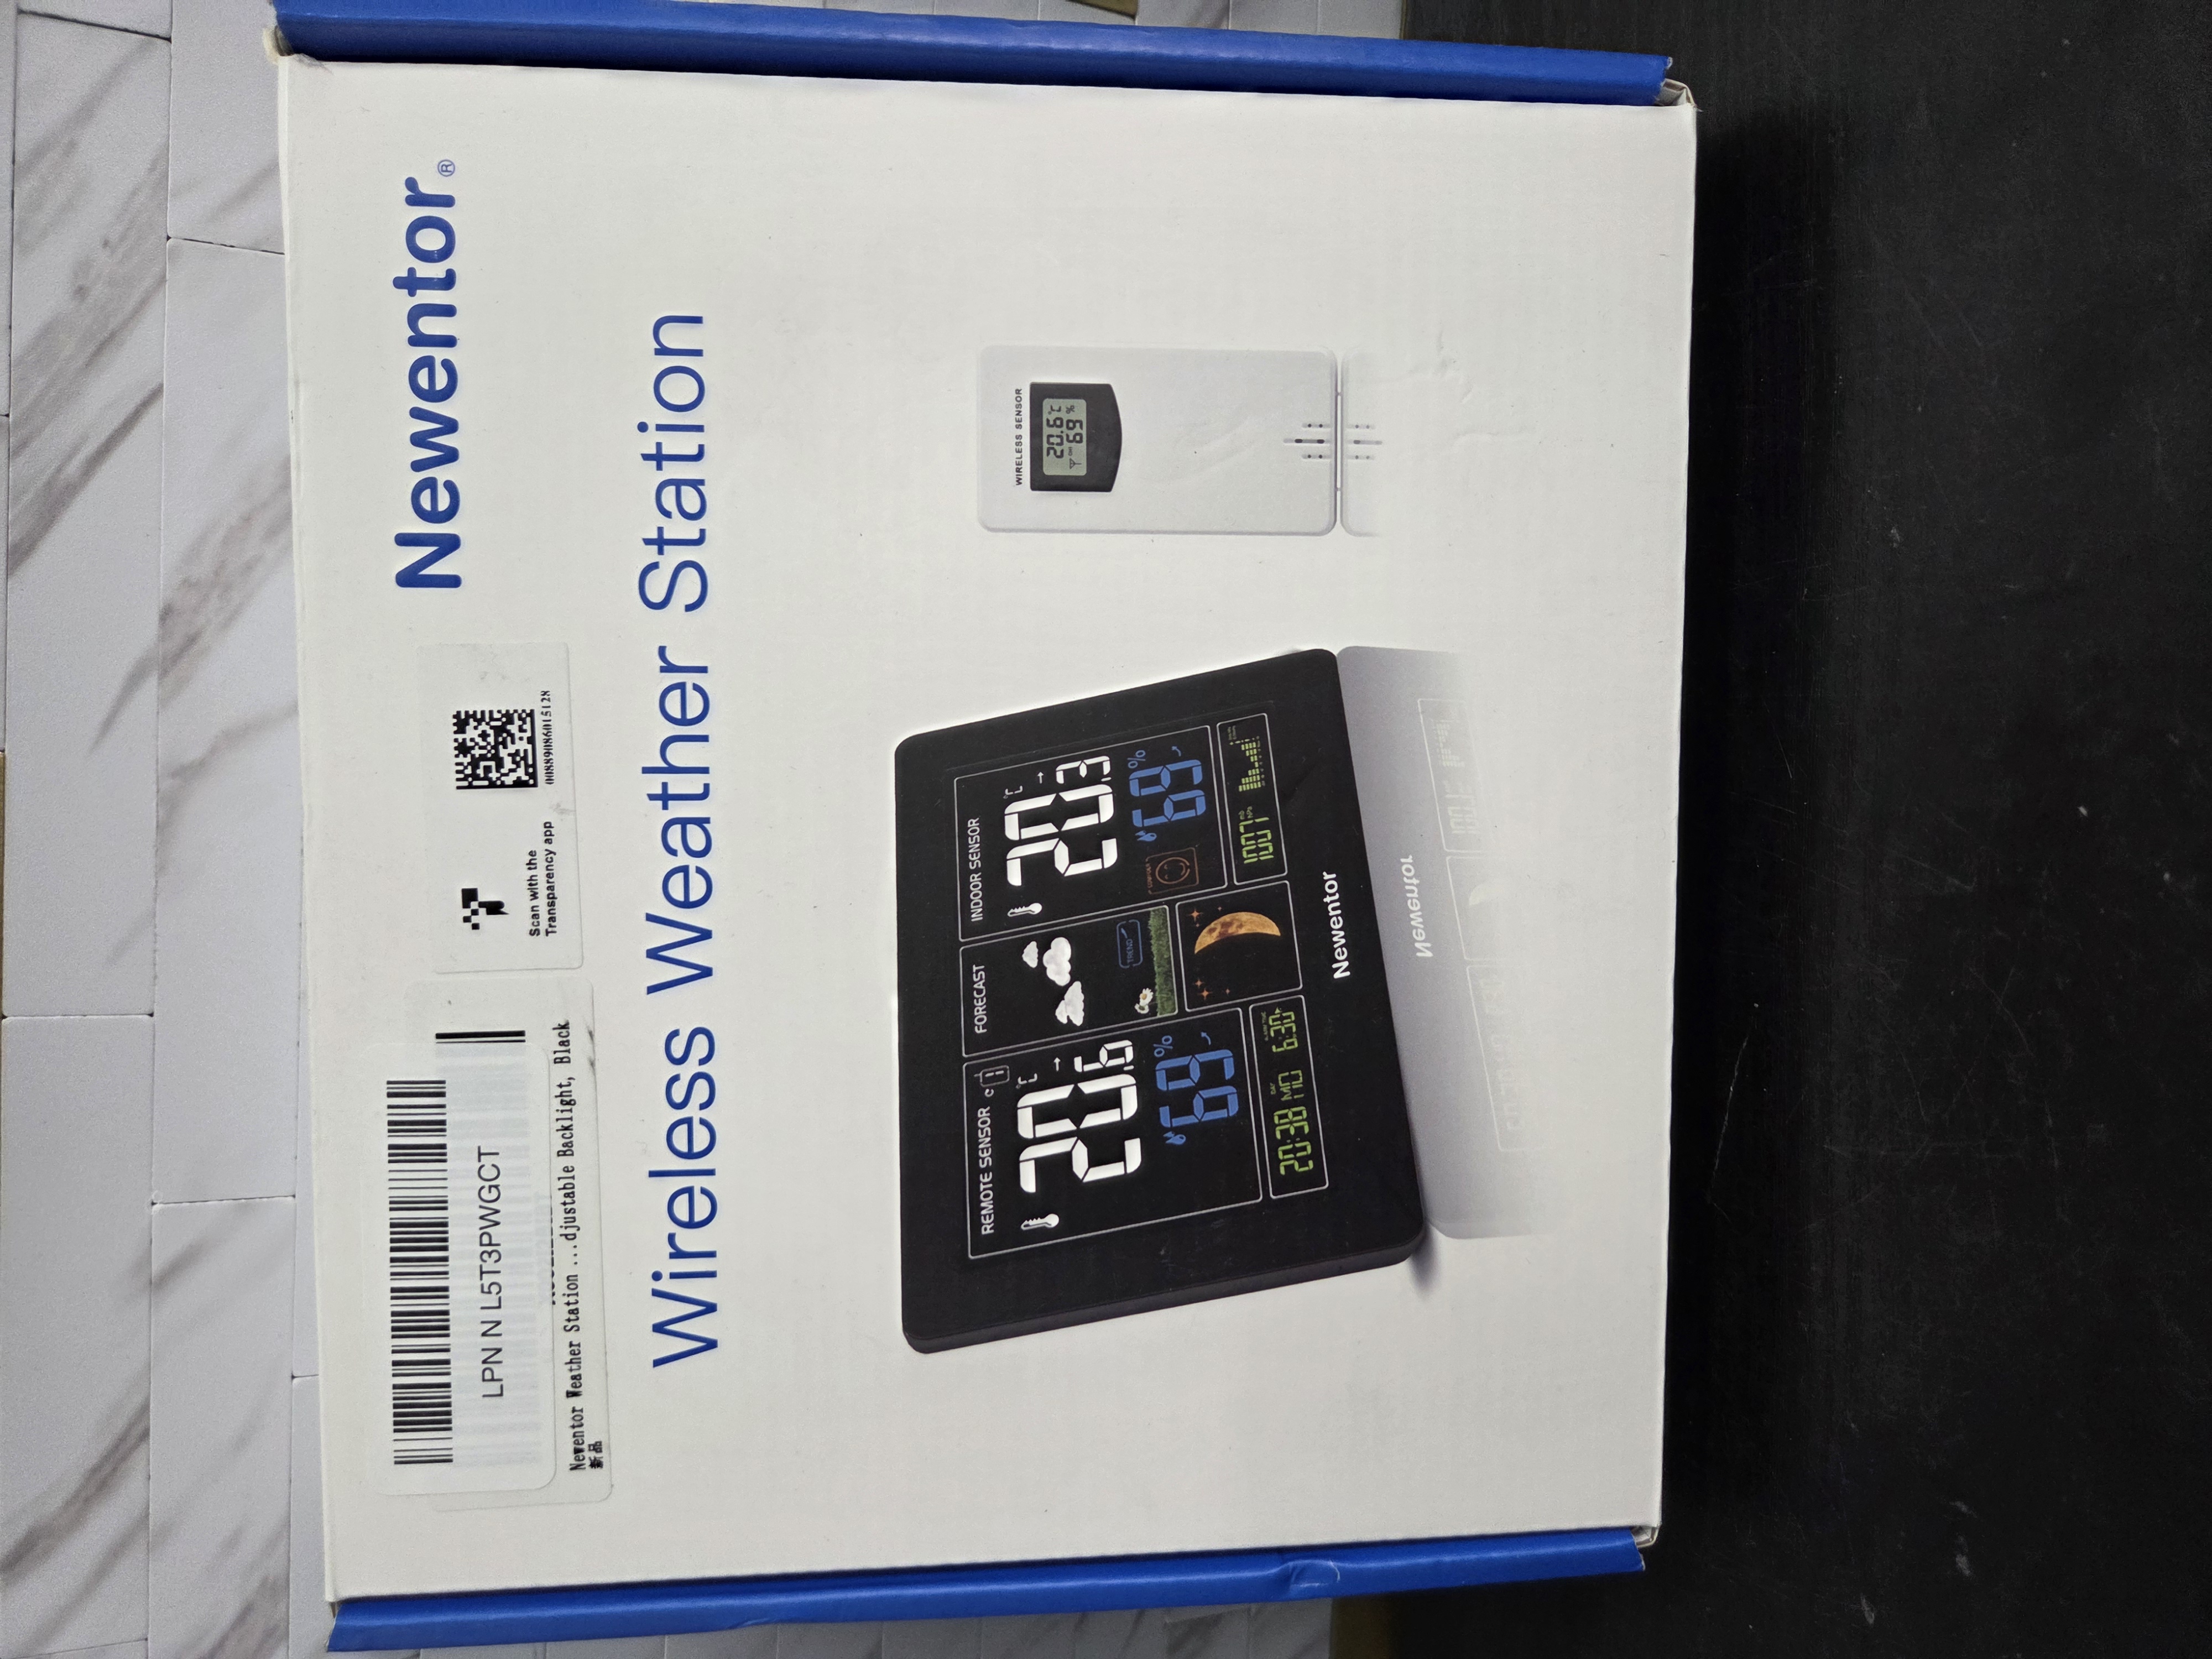 Newentor®
LPN N L5T3PWGCT
Newentor Weather Station ...djustable Backlight, Black
新品
Scan with the
Transparency app
Wireless Weather Station
REMOTE SENSOR
20.6 °C
69%
20:38
MO
6:30
FORECAST
TREND
INDOOR SENSOR
20.3 °C
69%
1007
Newentor
WIRELESS SENSOR
20.6 °C
69 %